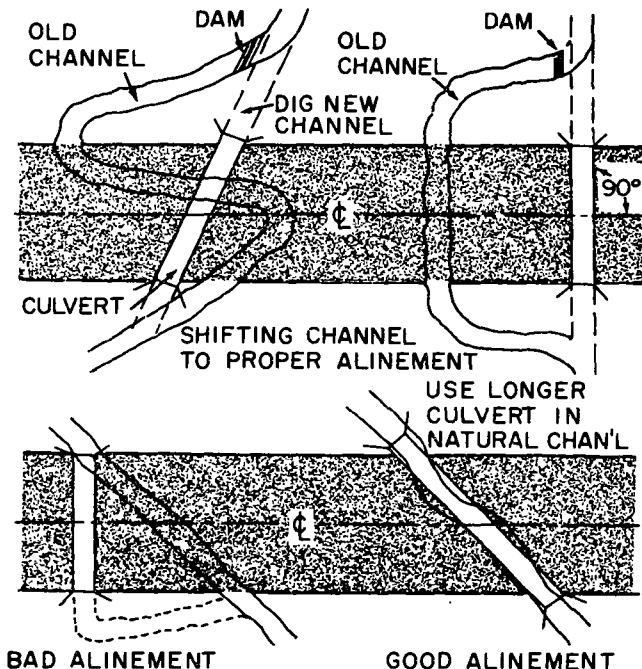 DAM
OLD
CHANNEL
DIG NEW
CHANNEL
CULVERT
DAM
OLD
CHANNEL
90°
℄
SHIFTING CHANNEL
TO PROPER ALINEMENT
USE LONGER
CULVERT IN
NATURAL CHAN'L
℄
BAD ALINEMENT
GOOD ALINEMENT